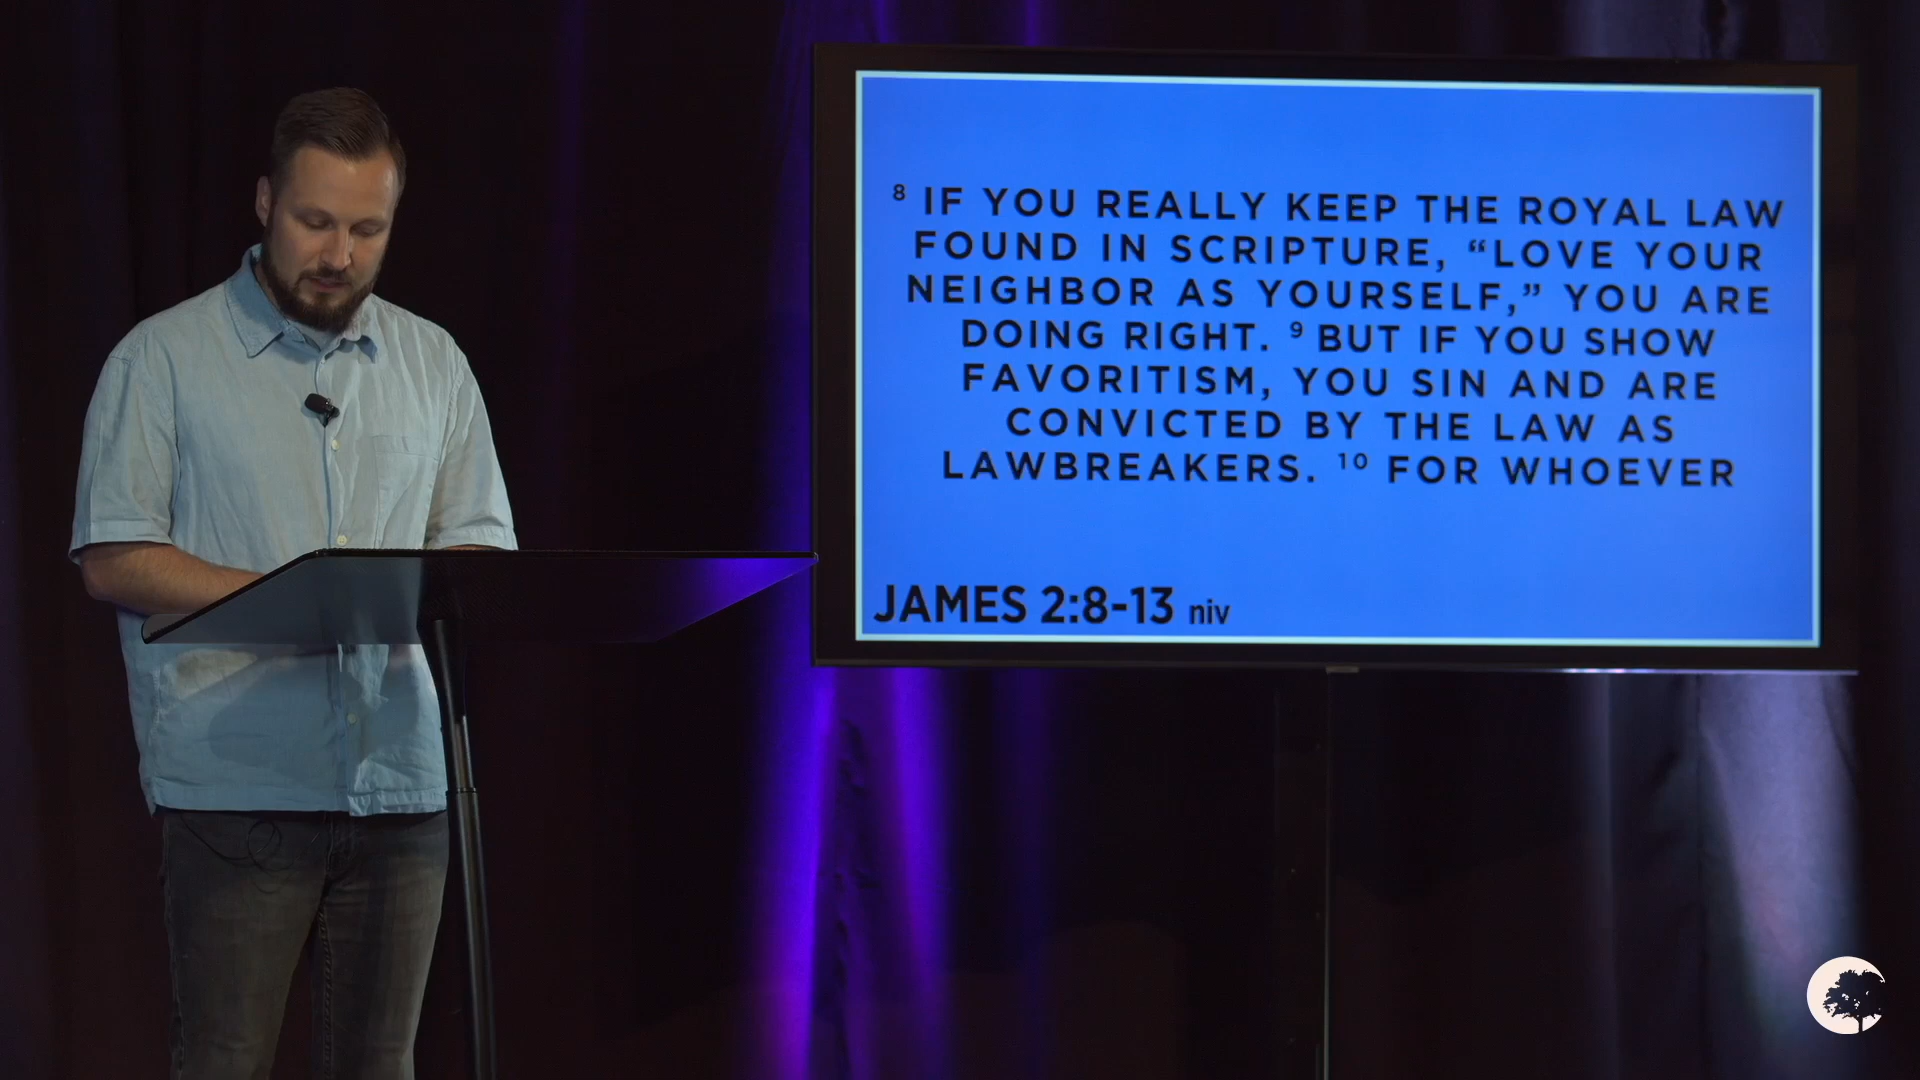 ⁸ IF YOU REALLY KEEP THE ROYAL LAW
FOUND IN SCRIPTURE, “LOVE YOUR
NEIGHBOR AS YOURSELF,” YOU ARE
DOING RIGHT. ⁹ BUT IF YOU SHOW
FAVORITISM, YOU SIN AND ARE
CONVICTED BY THE LAW AS
LAWBREAKERS. ¹⁰ FOR WHOEVER
JAMES 2:8-13 niv